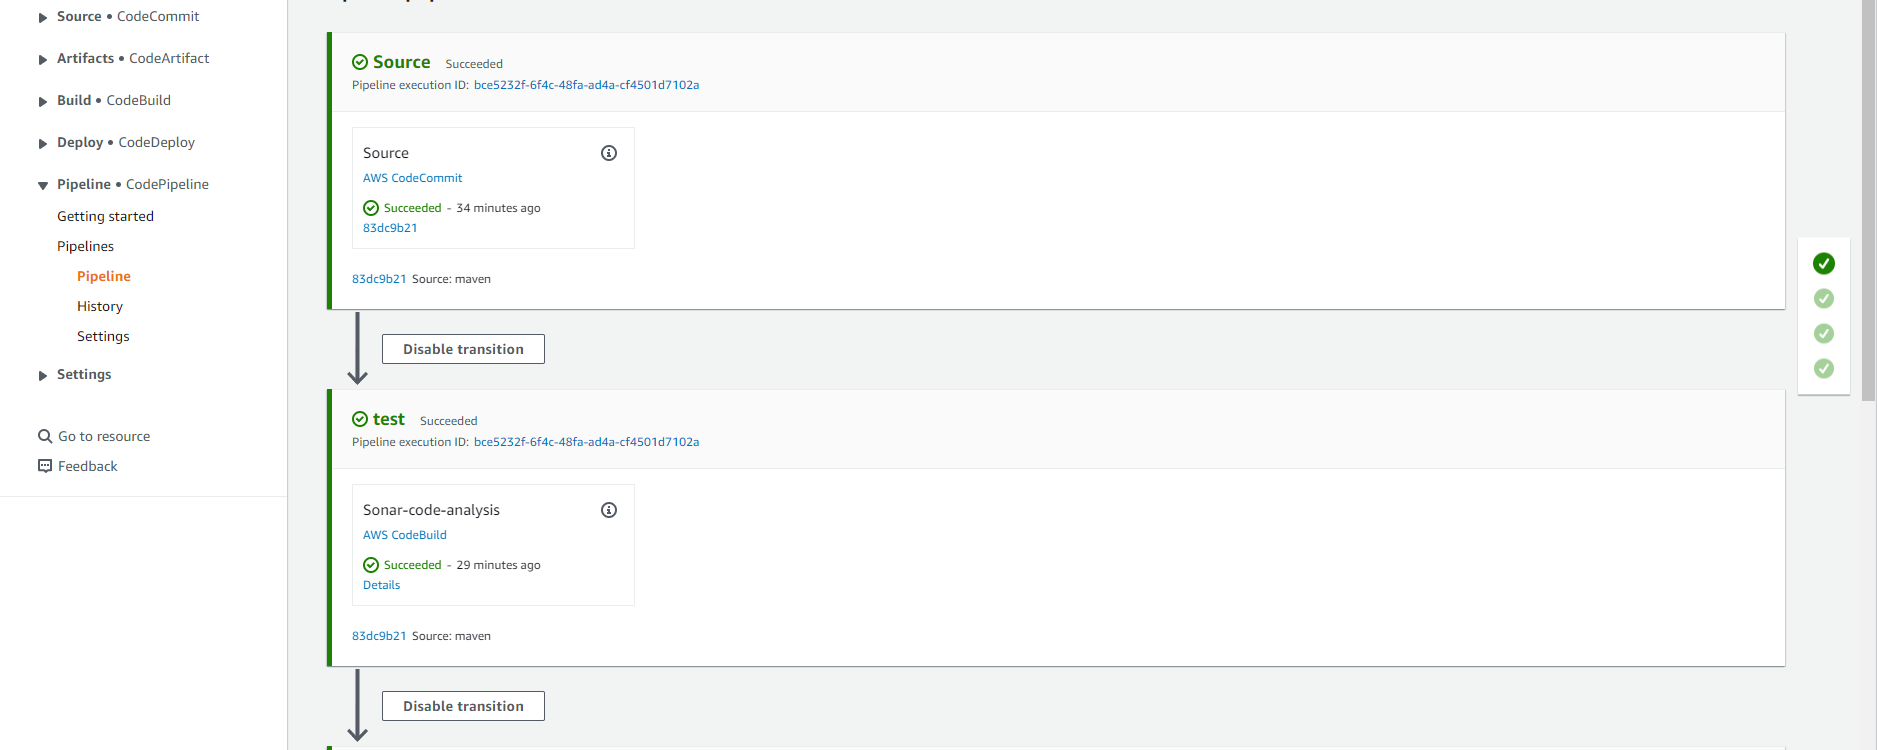 Source • CodeCommit
Artifacts • CodeArtifact
Build • CodeBuild
Deploy • CodeDeploy
Pipeline • CodePipeline
Getting started
Pipelines
Pipeline
History
Settings
Settings
Go to resource
Feedback
Source Succeeded
Pipeline execution ID: bce5232f-6f4c-48fa-ad4a-cf4501d7102a
Source
AWS CodeCommit
Succeeded - 34 minutes ago
83dc9b21
83dc9b21 Source: maven
Disable transition
test Succeeded
Pipeline execution ID: bce5232f-6f4c-48fa-ad4a-cf4501d7102a
Sonar-code-analysis
AWS CodeBuild
Succeeded - 29 minutes ago
Details
83dc9b21 Source: maven
Disable transition